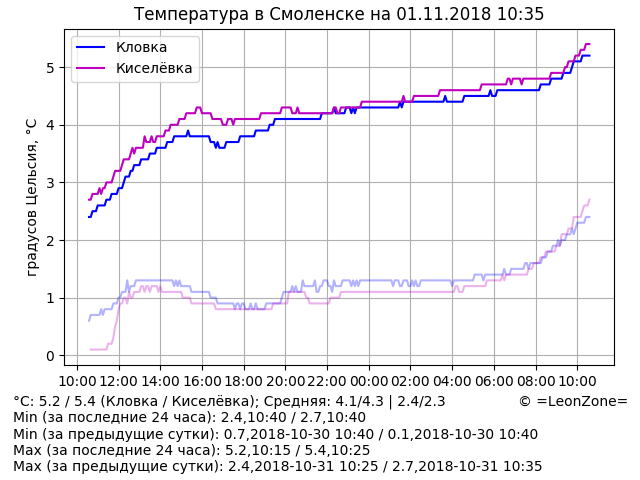 Температура в Смоленске на 01.11.2018 10:35
Кловка
Киселёвка
градусов Цельсия, °C
5
4
3
2
1
0
10:00 12:00 14:00 16:00 18:00 20:00 22:00 00:00 02:00 04:00 06:00 08:00 10:00
°C: 5.2 / 5.4 (Кловка / Киселёвка); Средняя: 4.1/4.3 | 2.4/2.3 © =LeonZone=
Min (за последние 24 часа): 2.4,10:40 / 2.7,10:40
Min (за предыдущие сутки): 0.7,2018-10-30 10:40 / 0.1,2018-10-30 10:40
Max (за последние 24 часа): 5.2,10:15 / 5.4,10:25
Max (за предыдущие сутки): 2.4,2018-10-31 10:25 / 2.7,2018-10-31 10:35